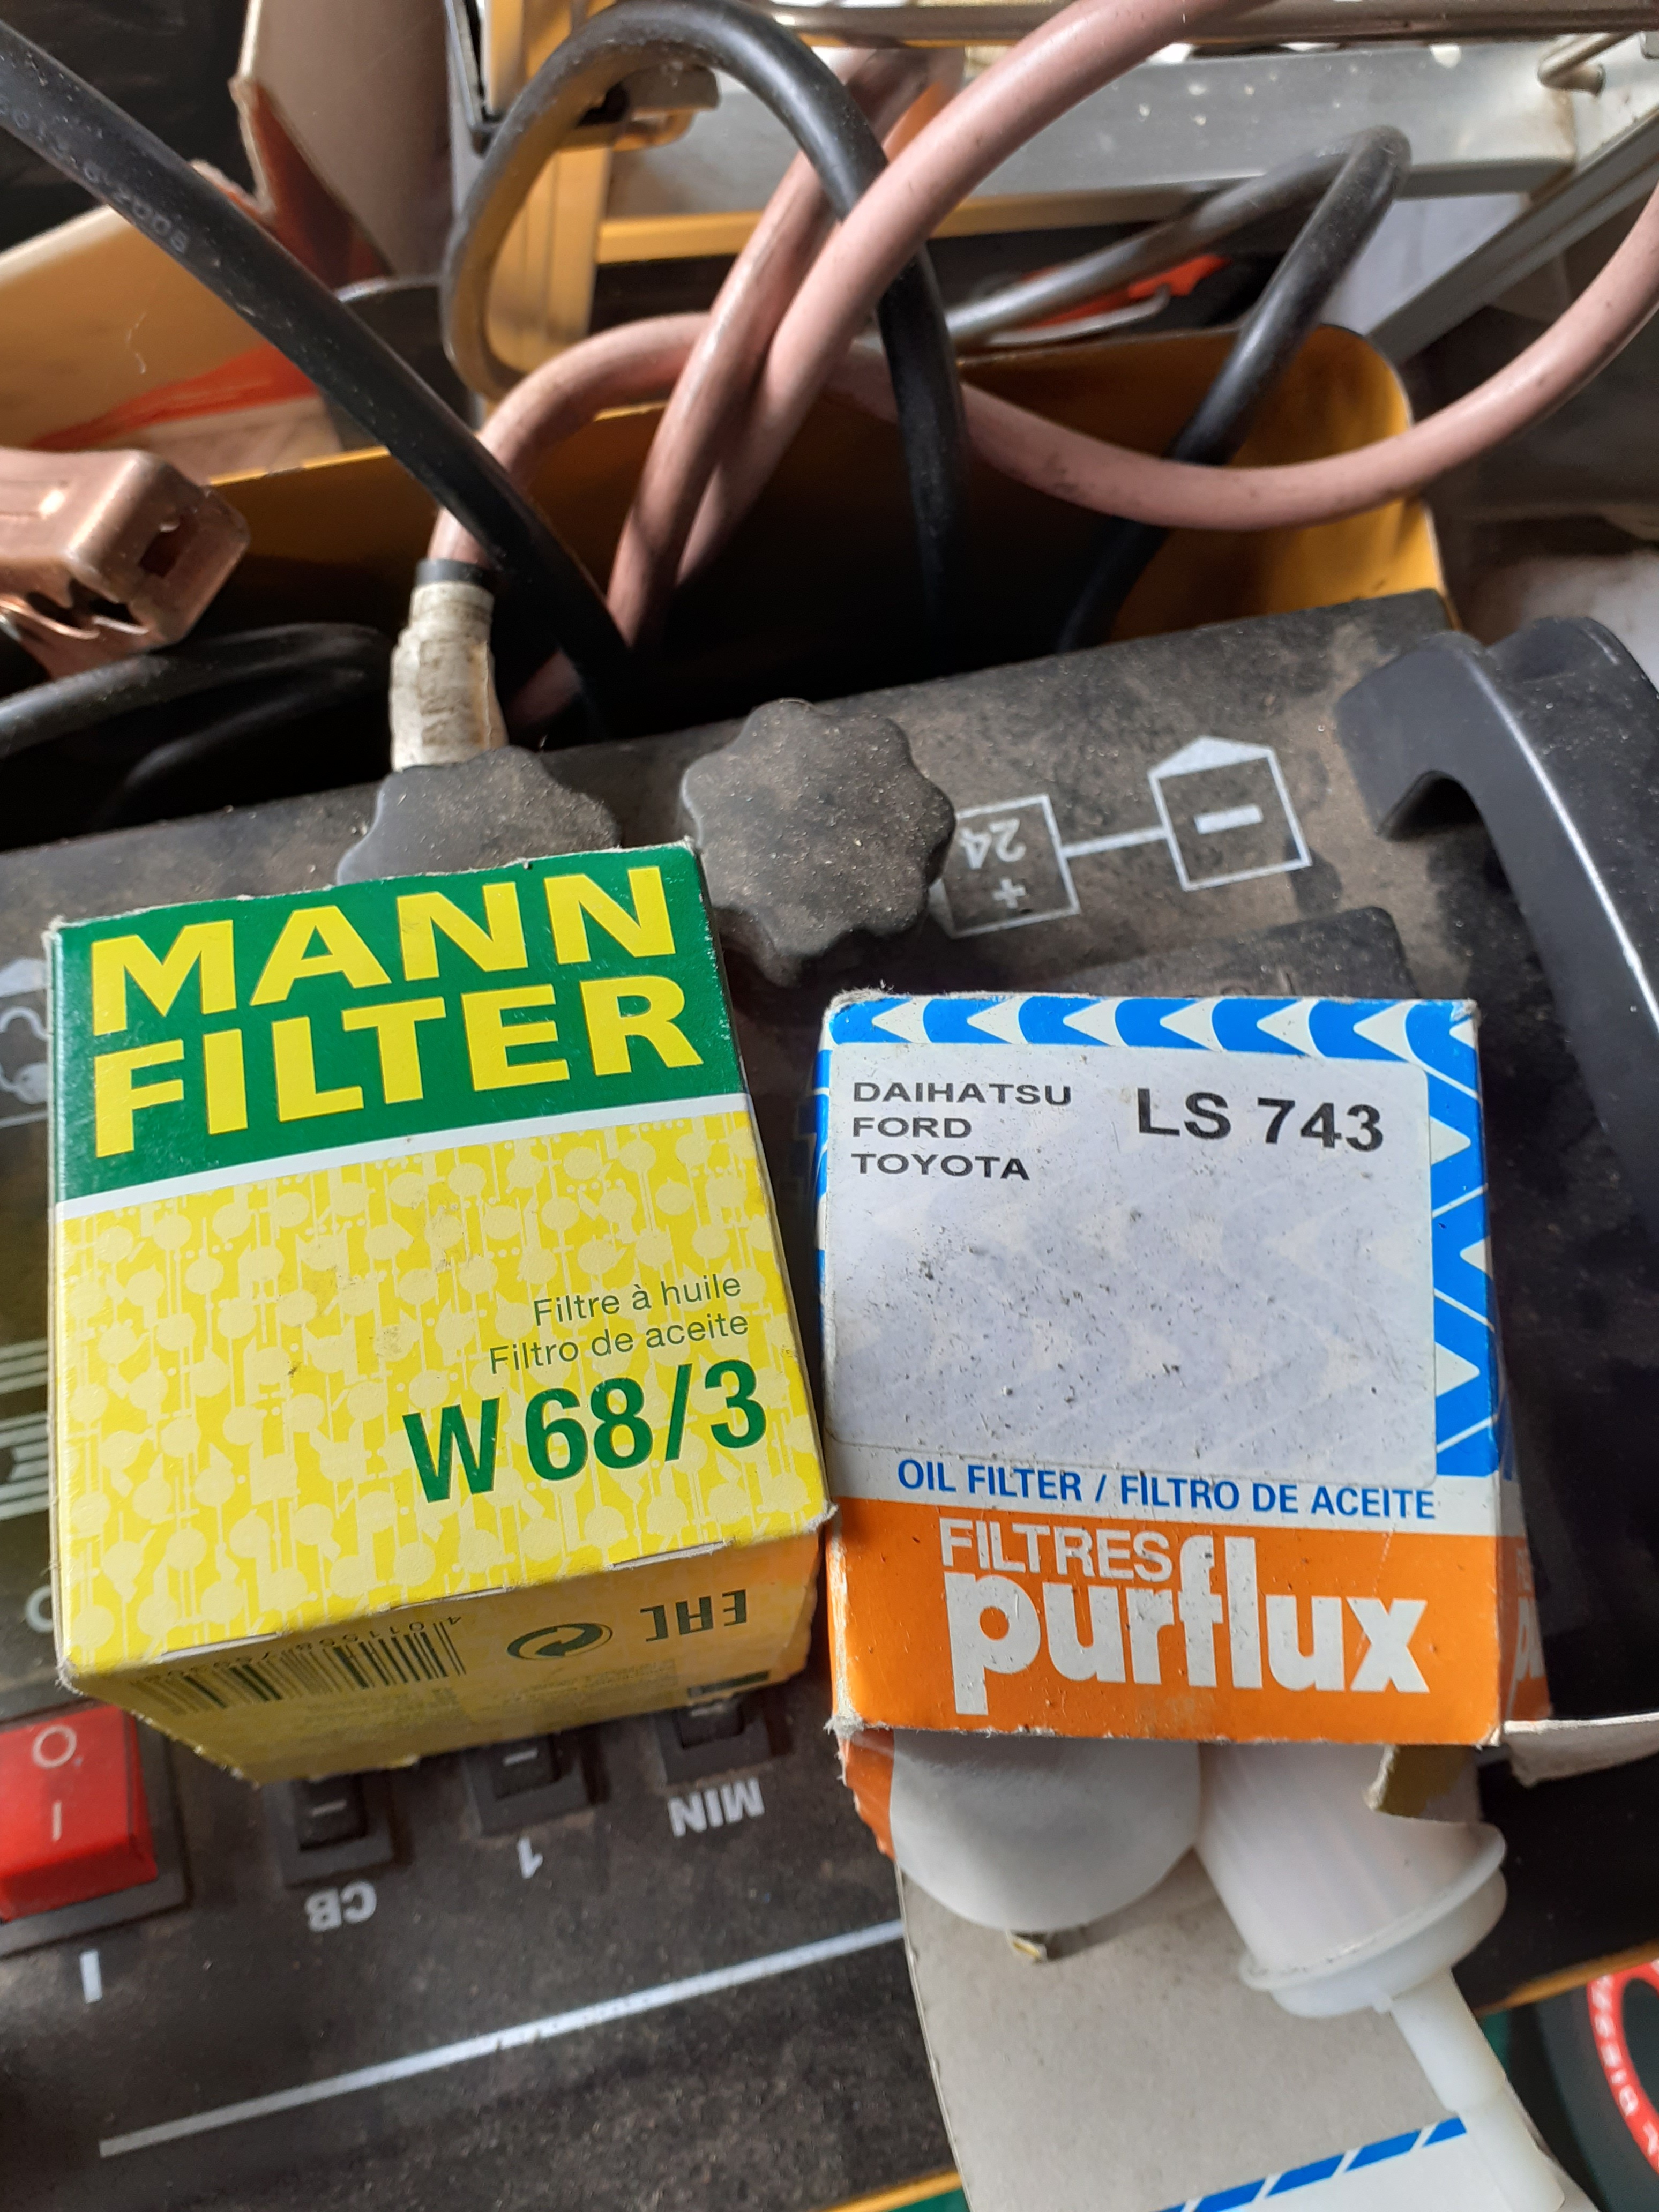 24
+
−
MANN
FILTER
Filtre à huile
Filtro de aceite
W 68/3
EAC
DAIHATSU
FORD
TOYOTA
LS 743
OIL FILTER / FILTRO DE ACEITE
FILTRES
purflux
MIN
1
CB
O
I
I